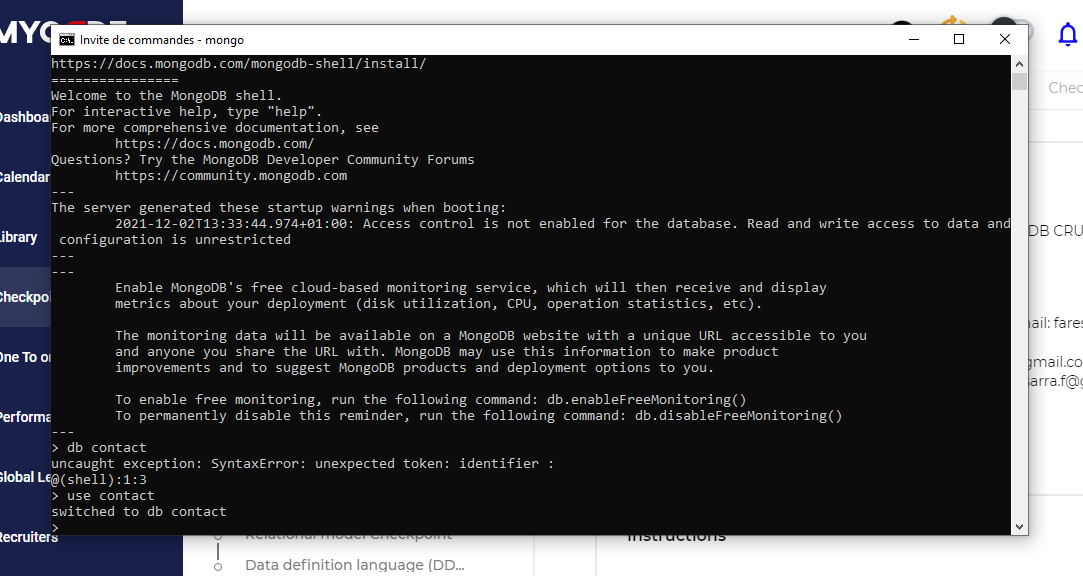 Invite de commandes - mongo
https://docs.mongodb.com/mongodb-shell/install/
================
Welcome to the MongoDB shell.
For interactive help, type "help".
For more comprehensive documentation, see
https://docs.mongodb.com/
Questions? Try the MongoDB Developer Community Forums
https://community.mongodb.com
---
The server generated these startup warnings when booting:
2021-12-02T13:33:44.974+01:00: Access control is not enabled for the database. Read and write access to data and
configuration is unrestricted
---
---
Enable MongoDB's free cloud-based monitoring service, which will then receive and display
metrics about your deployment (disk utilization, CPU, operation statistics, etc).
The monitoring data will be available on a MongoDB website with a unique URL accessible to you
and anyone you share the URL with. MongoDB may use this information to make product
improvements and to suggest MongoDB products and deployment options to you.
To enable free monitoring, run the following command: db.enableFreeMonitoring()
To permanently disable this reminder, run the following command: db.disableFreeMonitoring()
---
> db contact
uncaught exception: SyntaxError: unexpected token: identifier :
@(shell):1:3
> use contact
switched to db contact
>
Dashboa
Calendar
Library
Checkpoi
One To o
Performa
Global Le
Recruiters
Chec
DB CRU
ail: fares
gmail.co
sarra.f@g
Relational model Checkpoint
Data definition language (DD...
Instructions